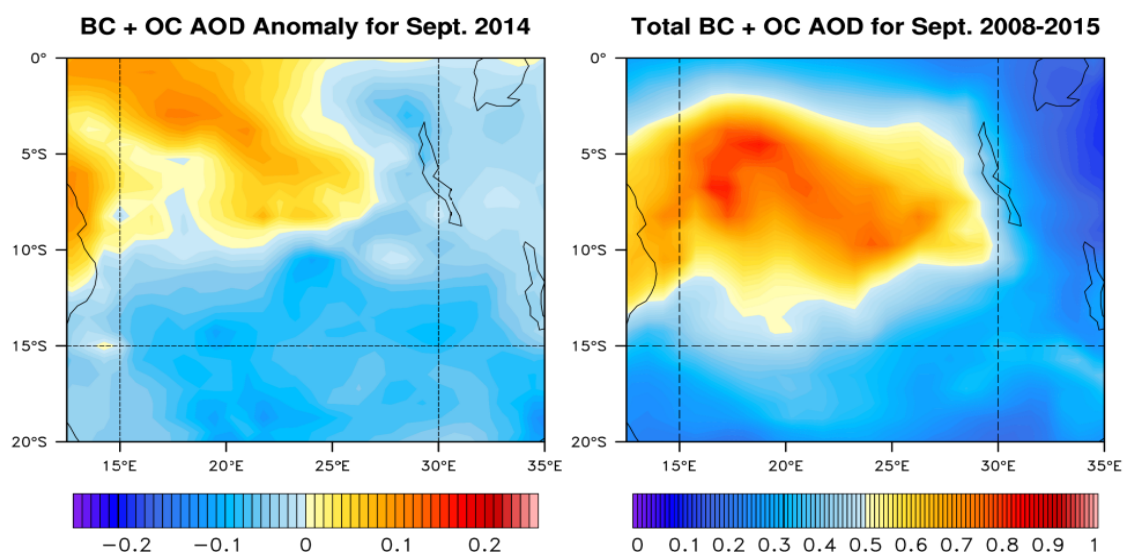 BC + OC AOD Anomaly for Sept. 2014
0°
5°S
10°S
15°S
20°S
15°E 20°E 25°E 30°E 35°E
−0.2 −0.1 0 0.1 0.2
Total BC + OC AOD for Sept. 2008-2015
0°
5°S
10°S
15°S
20°S
15°E 20°E 25°E 30°E 35°E
0 0.1 0.2 0.3 0.4 0.5 0.6 0.7 0.8 0.9 1